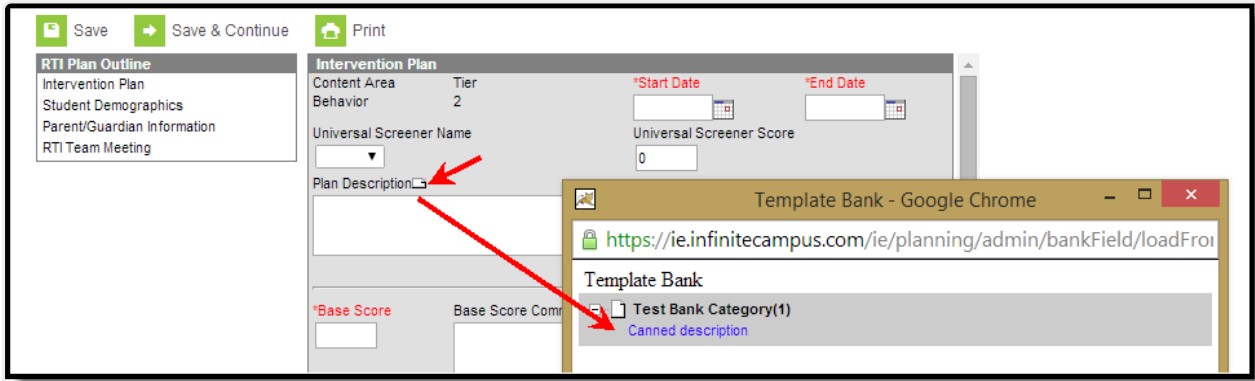 Save Save & Continue Print
RTI Plan Outline
Intervention Plan
Student Demographics
Parent/Guardian Information
RTI Team Meeting
Intervention Plan
Content Area Tier *Start Date *End Date
Behavior 2
Universal Screener Name Universal Screener Score
0
Plan Description
*Base Score Base Score Comm
Template Bank - Google Chrome
https://ie.infinitecampus.com/ie/planning/admin/bankField/loadFror
Template Bank
Test Bank Category(1)
Canned description